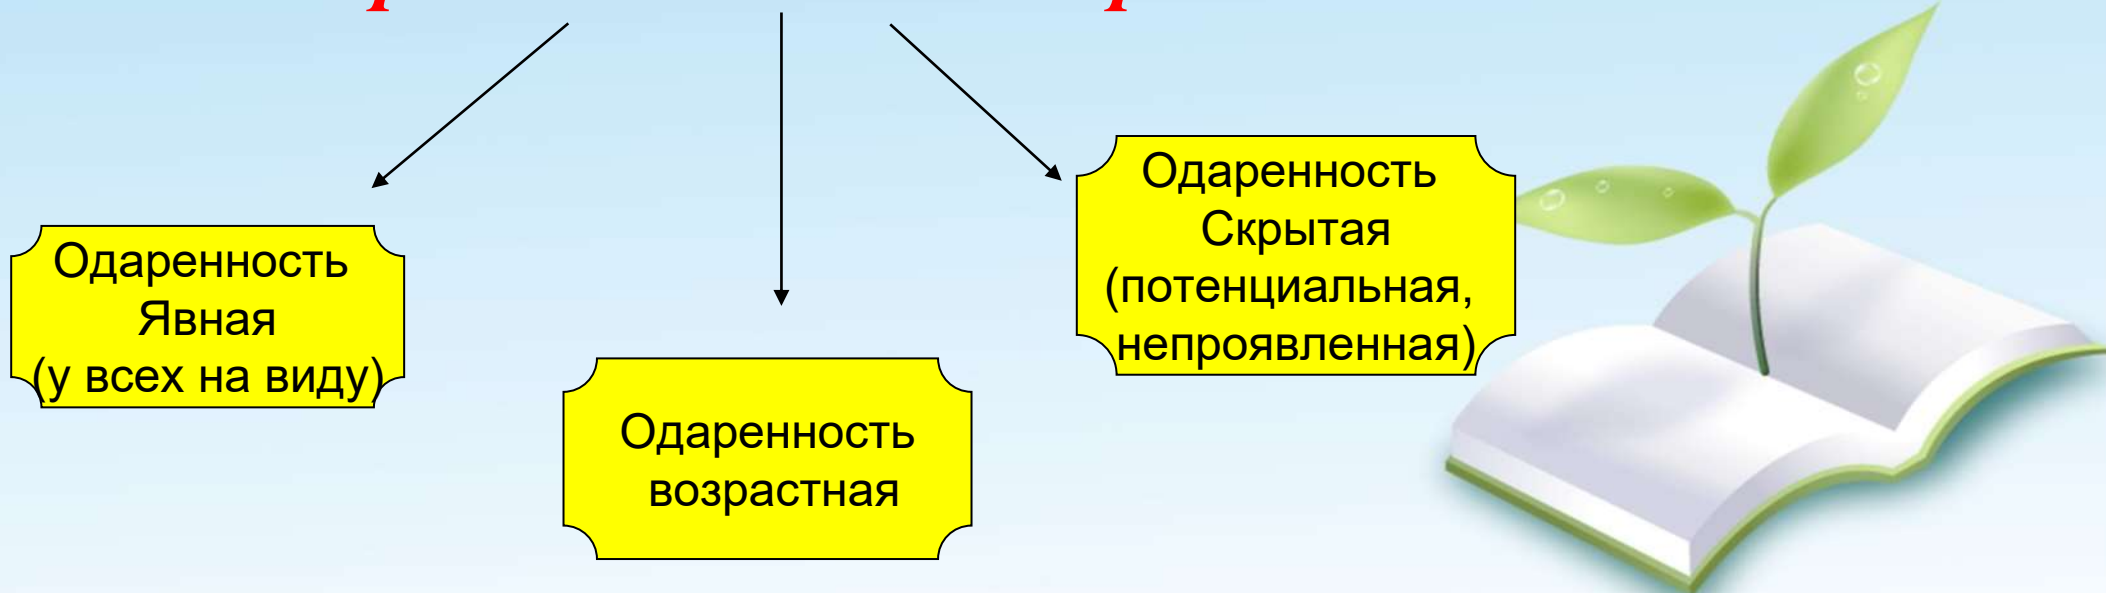 Одаренность
Явная
(у всех на виду)
Одаренность
возрастная
Одаренность
Скрытая
(потенциальная,
непроявленная)